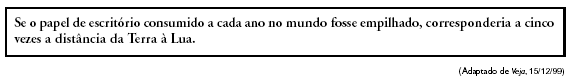 Se o papel de escritório consumido a cada ano no mundo fosse empilhado, corresponderia a cinco
vezes a distância da Terra à Lua.
(Adaptado de Veja, 15/12/99)